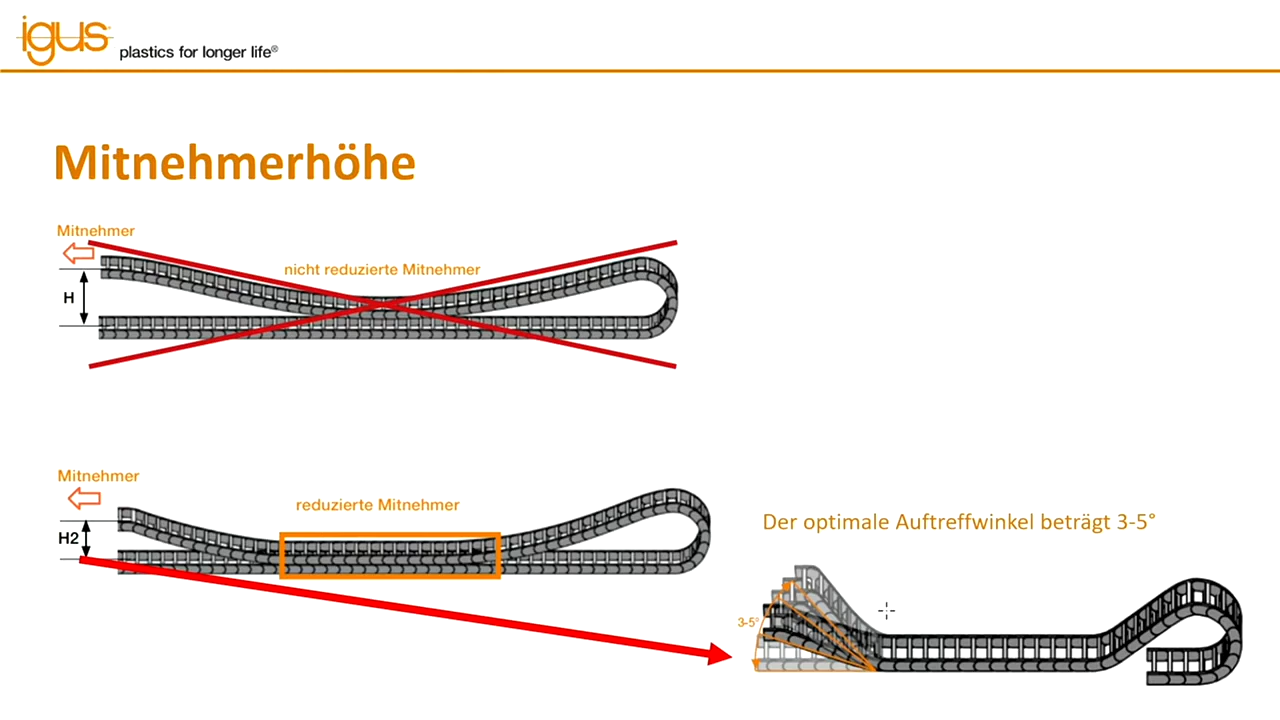 igus
plastics for longer life®
Mitnehmerhöhe
Mitnehmer
nicht reduzierte Mitnehmer
H
Mitnehmer
reduzierte Mitnehmer
H2
Der optimale Auftreffwinkel beträgt 3-5°
3-5°